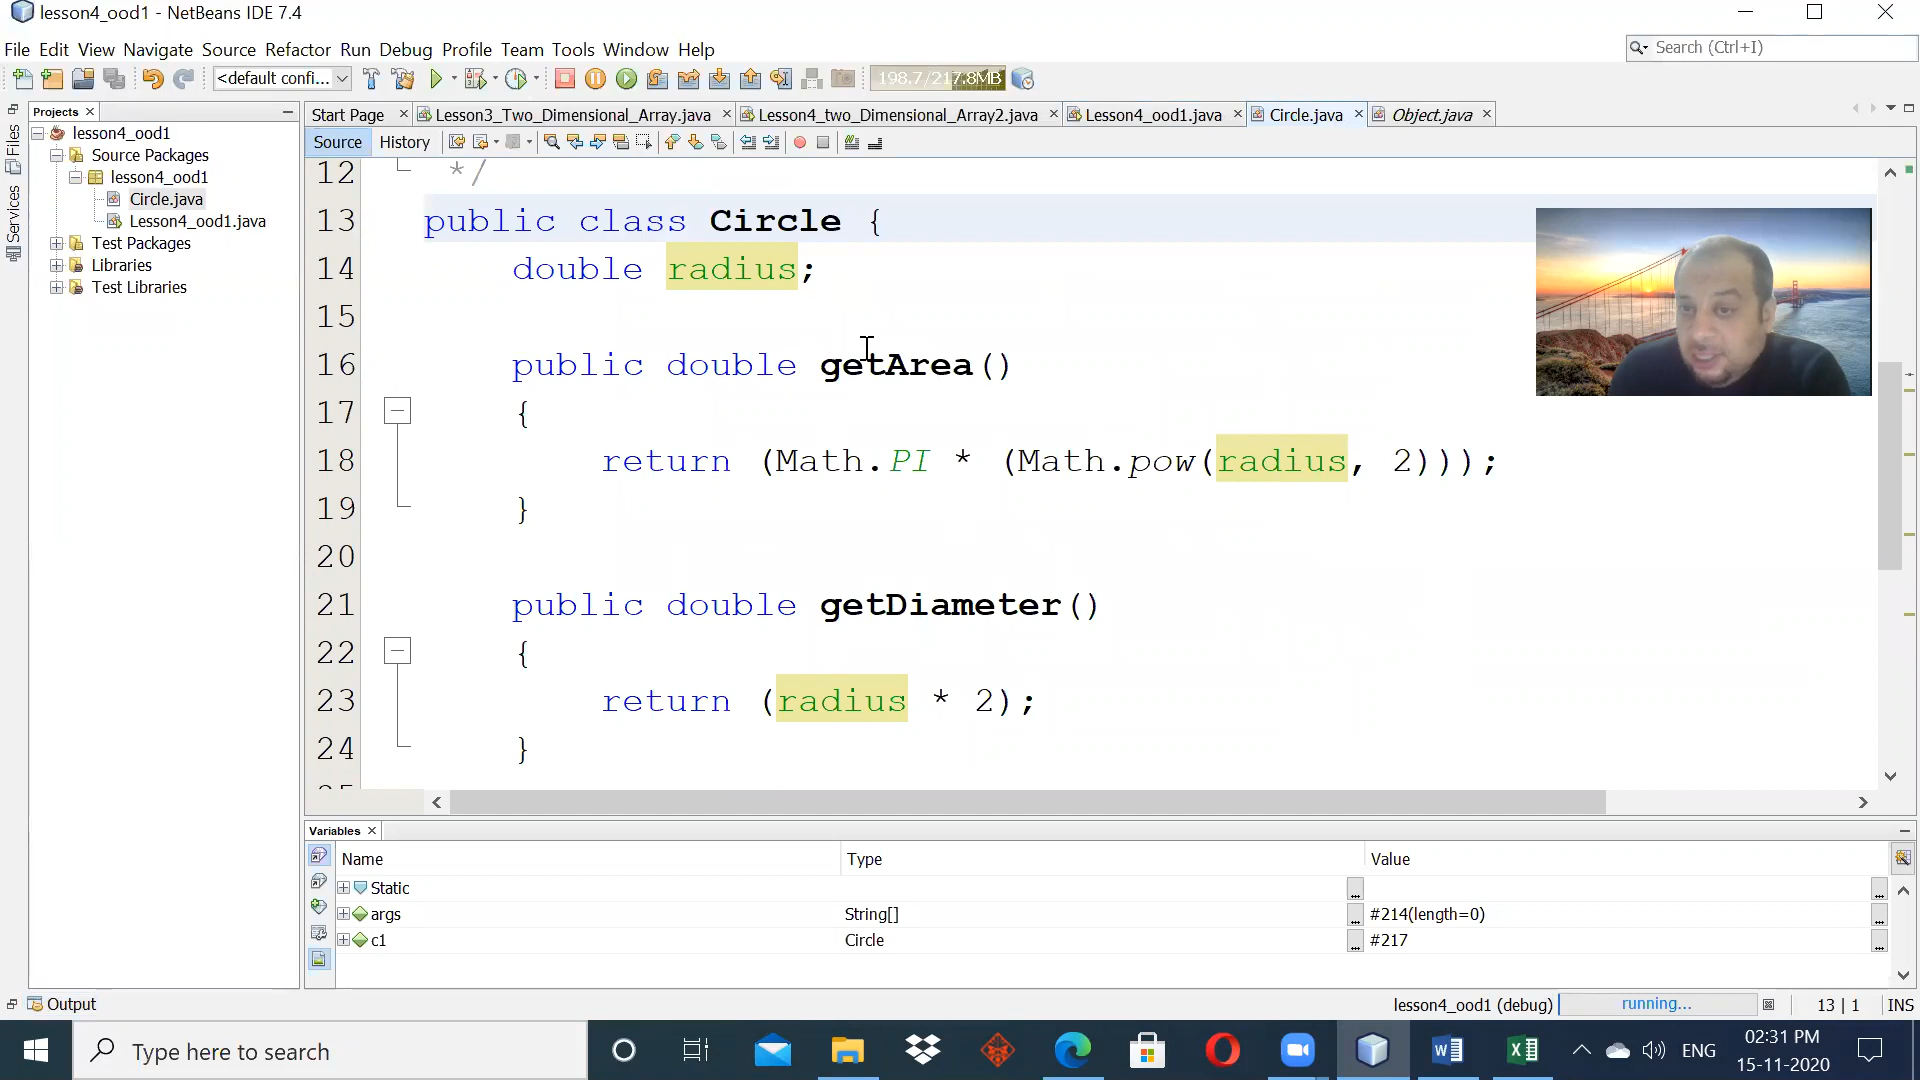 lesson4_ood1 - NetBeans IDE 7.4
File Edit View Navigate Source Refactor Run Debug Profile Team Tools Window Help
Search (Ctrl+I)
<default confi...
198.7/217.8MB
Projects
Start Page
Lesson3_Two_Dimensional_Array.java
Lesson4_two_Dimensional_Array2.java
Lesson4_ood1.java
Circle.java
Object.java
Files
Services
lesson4_ood1
Source Packages
lesson4_ood1
Circle.java
Lesson4_ood1.java
Test Packages
Libraries
Test Libraries
Source History
12 */
13 public class Circle {
14 double radius;
15
16 public double getArea()
17 {
18 return (Math.PI * (Math.pow(radius, 2)));
19 }
20
21 public double getDiameter()
22 {
23 return (radius * 2);
24 }
Variables
Name Type Value
Static
args String[] #214(length=0)
c1 Circle #217
Output
lesson4_ood1 (debug) running... 13 | 1 INS
Type here to search
ENG
02:31 PM
15-11-2020